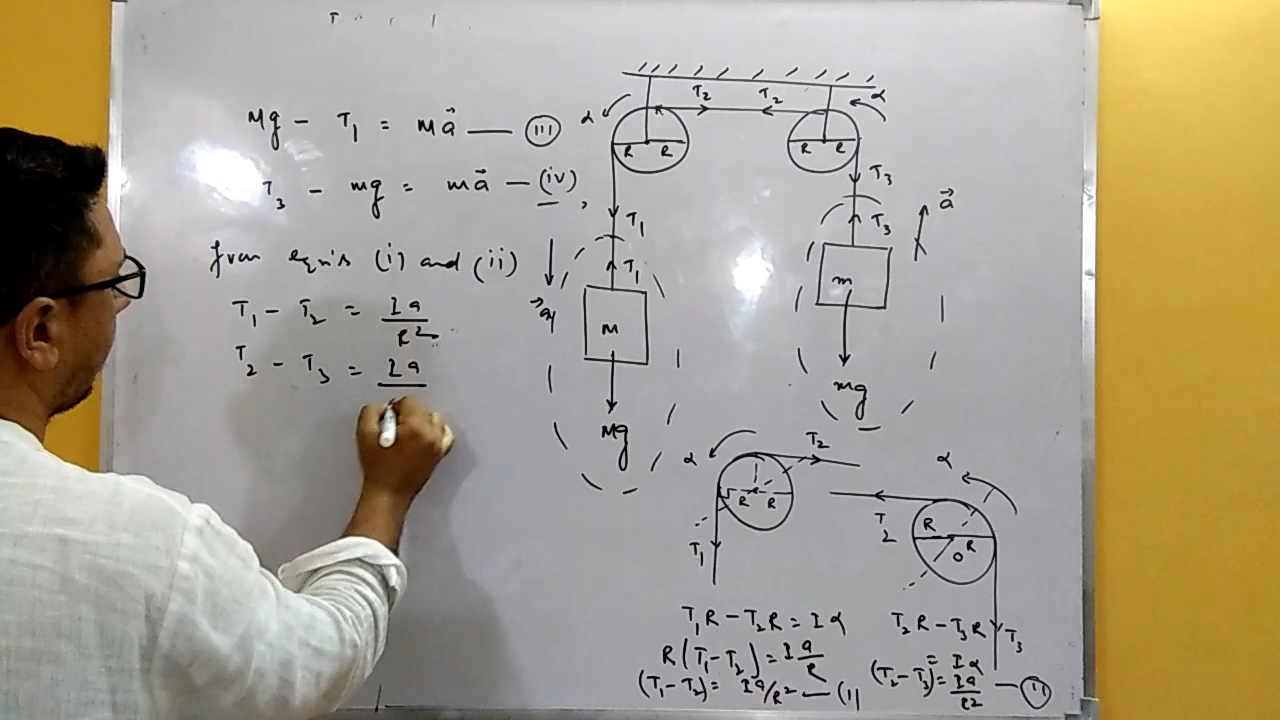 Mg - T₁ = Ma⃗ — (III)
T₃ - mg = ma⃗ - (iv),
from eqn's (i) and (ii)
T₁ - T₂ = Ia/R²
T₂ - T₃ = Ia
α
T₂
T₂
α
R R
R R
T₁
T₁
a⃗
M
Mg
T₃
T₃
a⃗
m
mg
α
T₂
R R
T₁
α
T₂
R
R
O
T₃
T₁R - T₂R = Iα
R(T₁ - T₂) = I a/R
(T₁ - T₂) = Ia/R² — (I)
T₂R - T₃R
= Iα
(T₂ - T₃) = Ia/R² — (II)